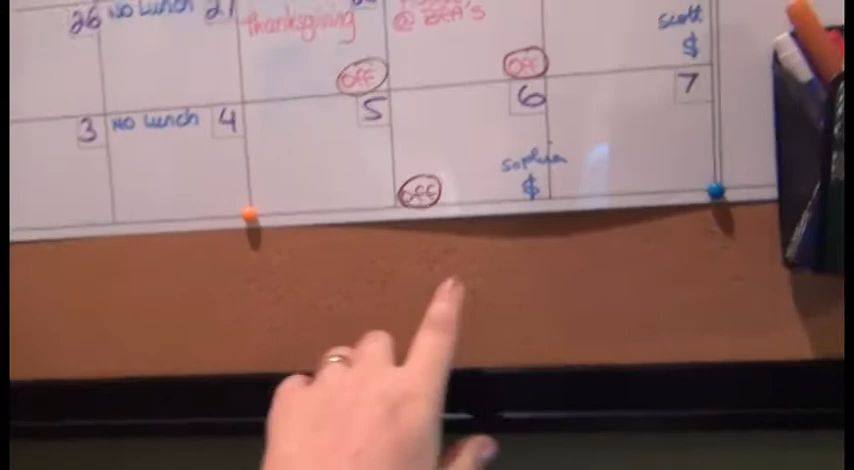 26 NO Lunch 27
thanksgiving
@ BEA'S
scott
$
OFF
OFF
3 NO Lunch 4
5
6
7
sophia
$
OFF